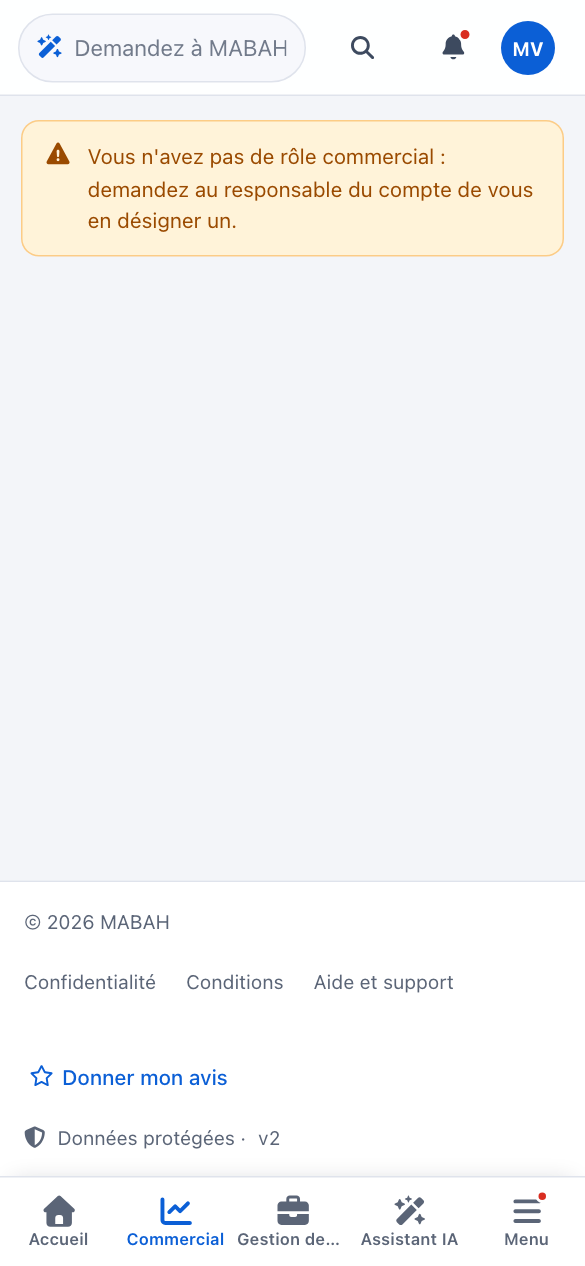 Demandez à MABAH
MV
Vous n'avez pas de rôle commercial :
demandez au responsable du compte de vous
en désigner un.
© 2026 MABAH
Confidentialité Conditions Aide et support
Donner mon avis
Données protégées · v2
Accueil Commercial Gestion de... Assistant IA Menu